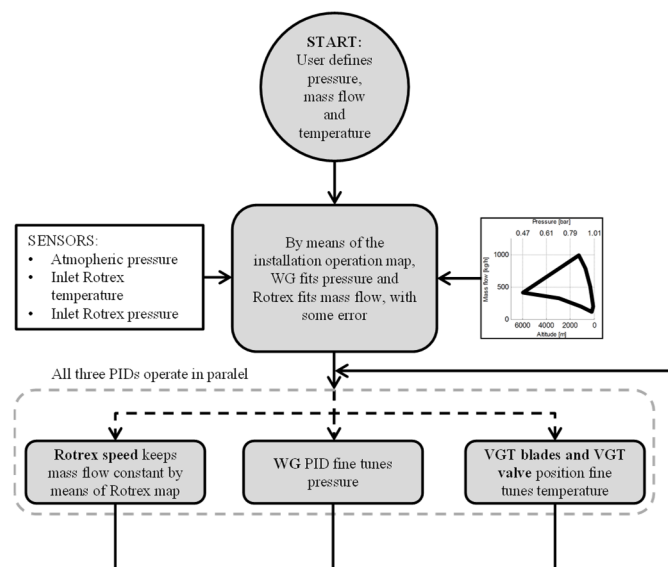 START:
User defines
pressure,
mass flow
and
temperature
SENSORS:
• Atmopheric pressure
• Inlet Rotrex
temperature
• Inlet Rotrex pressure
By means of the
installation operation map,
WG fits pressure and
Rotrex fits mass flow, with
some error
Pressure [bar]
0.47 0.61 0.79 1.01
Mass flow [kg/h]
1000
500
0
6000 4000 2000 0
Altitude [m]
All three PIDs operate in paralel
Rotrex speed keeps
mass flow constant by
means of Rotrex map
WG PID fine tunes
pressure
VGT blades and VGT
valve position fine
tunes temperature